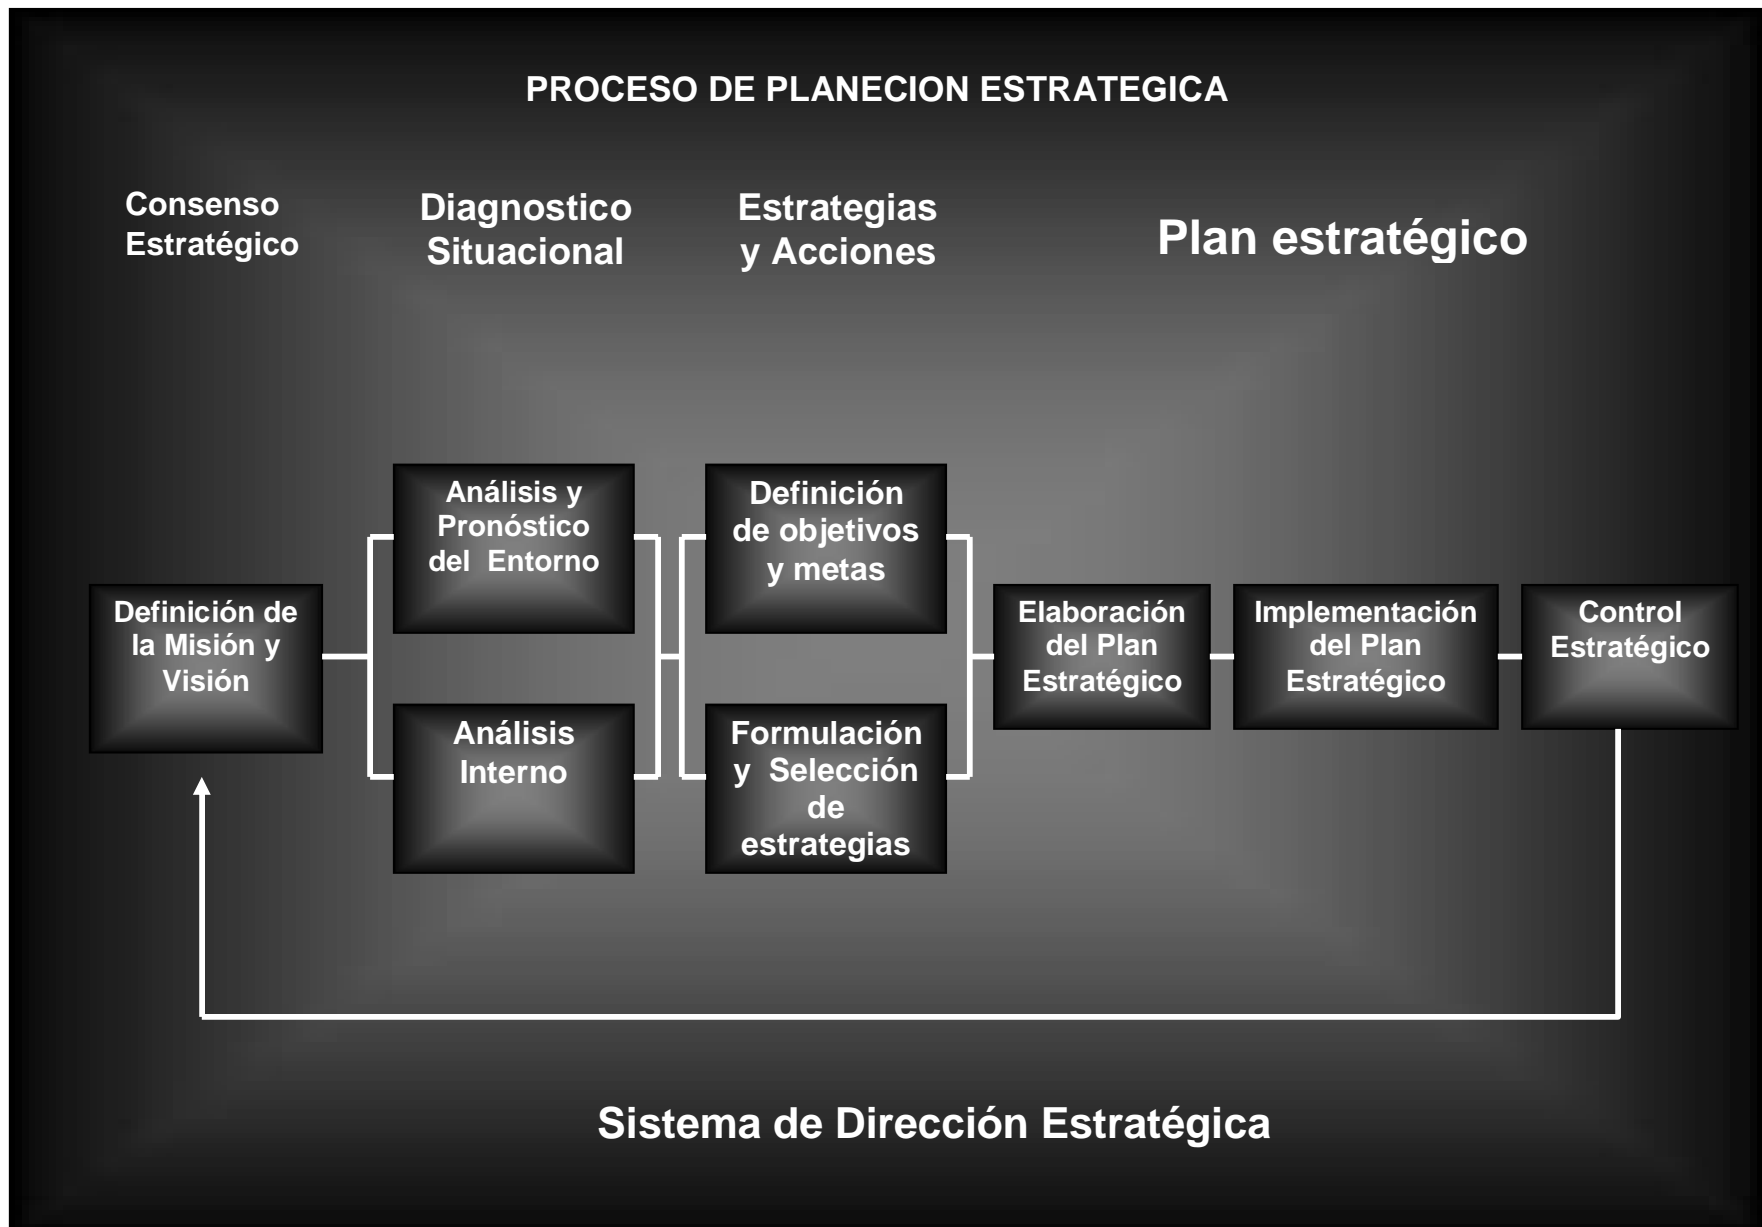 PROCESO DE PLANECION ESTRATEGICA
Consenso
Estratégico
Diagnostico
Situacional
Estrategias
y Acciones
Plan estratégico
Definición de
la Misión y
Visión
Análisis y
Pronóstico
del Entorno
Análisis
Interno
Definición
de objetivos
y metas
Formulación
y Selección
de
estrategias
Elaboración
del Plan
Estratégico
Implementación
del Plan
Estratégico
Control
Estratégico
Sistema de Dirección Estratégica